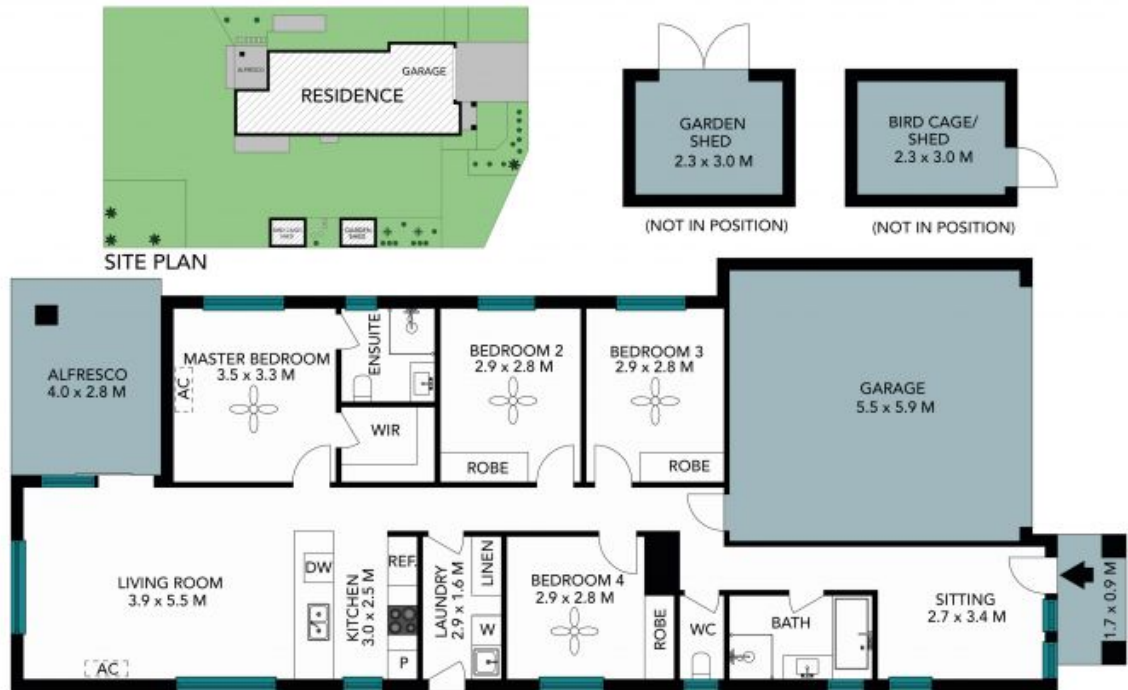 ALFRESCO
GARAGE
RESIDENCE
BIRD CAGE/
SHED
GARDEN
SHED
SITE PLAN
GARDEN
SHED
2.3 x 3.0 M
(NOT IN POSITION)
BIRD CAGE/
SHED
2.3 x 3.0 M
(NOT IN POSITION)
ALFRESCO
4.0 x 2.8 M
MASTER BEDROOM
3.5 x 3.3 M
AC
ENSUITE
WIR
BEDROOM 2
2.9 x 2.8 M
ROBE
BEDROOM 3
2.9 x 2.8 M
ROBE
GARAGE
5.5 x 5.9 M
LIVING ROOM
3.9 x 5.5 M
AC
DW
KITCHEN
3.0 x 2.5 M
REF.
P
LAUNDRY
2.9 x 1.6 M
LINEN
W
BEDROOM 4
2.9 x 2.8 M
ROBE
WC
BATH
SITTING
2.7 x 3.4 M
1.7 x 0.9 M